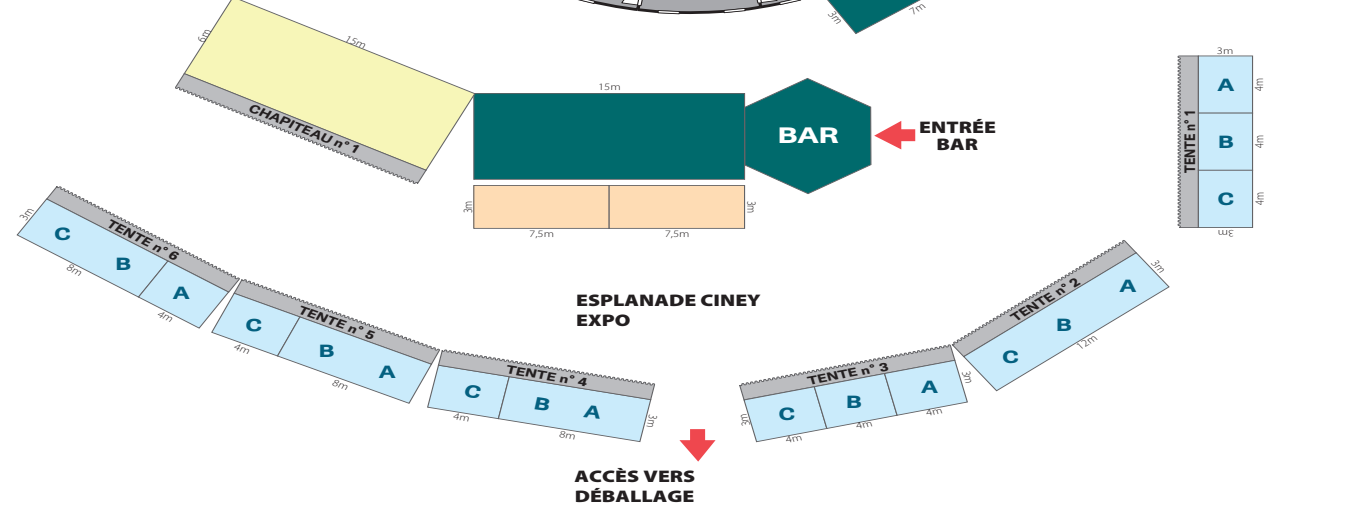 3m
7m
6m
15m
CHAPITEAU n° 1
15m
BAR
ENTRÉE
BAR
3m
3m
7,5m
7,5m
3m
TENTE n° 1
A
4m
B
4m
C
4m
3m
3m
TENTE n° 6
C
B
A
8m
4m
TENTE n° 5
C
B
A
4m
8m
TENTE n° 4
C
B
A
4m
8m
3m
ESPLANADE CINEY
EXPO
TENTE n° 3
C
B
A
3m
4m
4m
4m
3m
TENTE n° 2
C
B
A
12m
3m
ACCÈS VERS
DÉBALLAGE